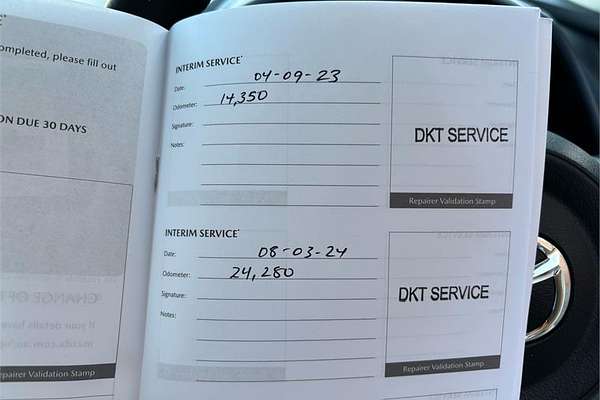 ompleted, please fill out
ON DUE 30 DAYS
Repairer Validation Stamp
INTERIM SERVICE*
Date: 04-09-23
Odometer: 14,350
Signature:
Notes:
DKT SERVICE
Repairer Validation Stamp
INTERIM SERVICE*
Date: 08-03-24
Odometer: 24,280
Signature:
Notes:
DKT SERVICE
Repairer Validation Stamp